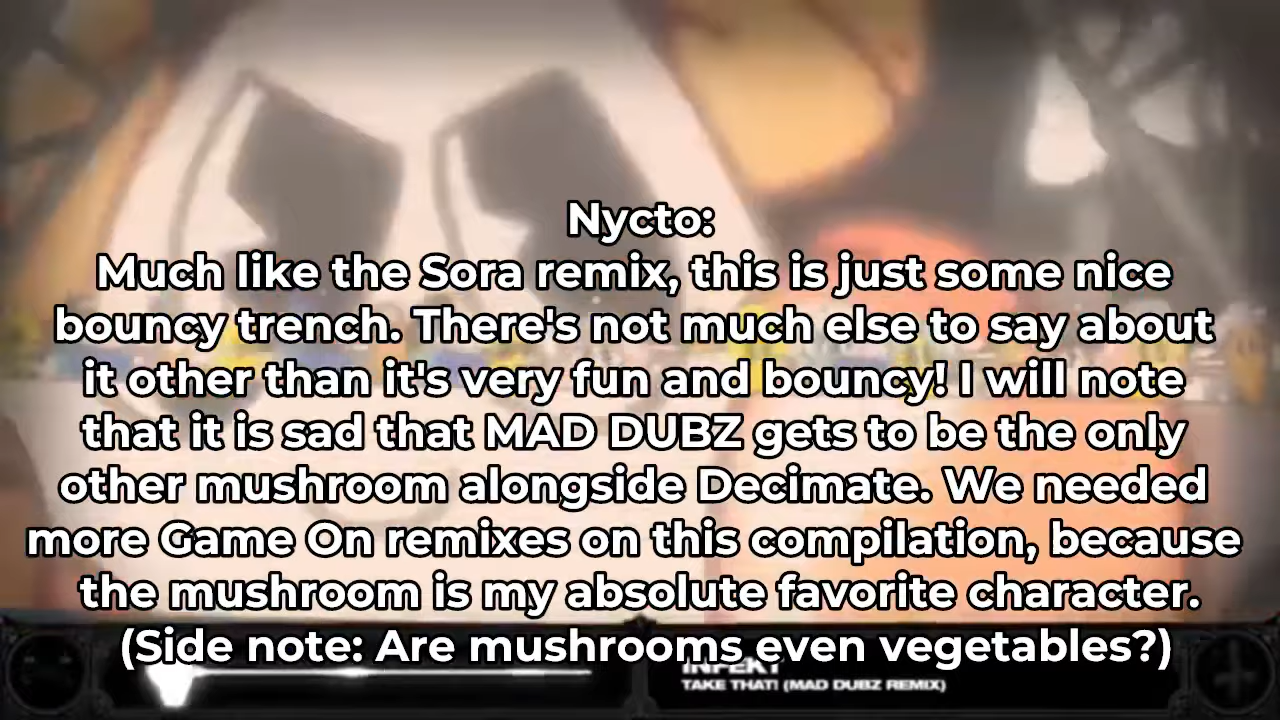 Nycto:
Much like the Sora remix, this is just some nice
bouncy trench. There's not much else to say about
it other than it's very fun and bouncy! I will note
that it is sad that MAD DUBZ gets to be the only
other mushroom alongside Decimate. We needed
more Game On remixes on this compilation, because
the mushroom is my absolute favorite character.
(Side note: Are mushrooms even vegetables?)
INFEKT
TAKE THAT! (MAD DUBZ REMIX)